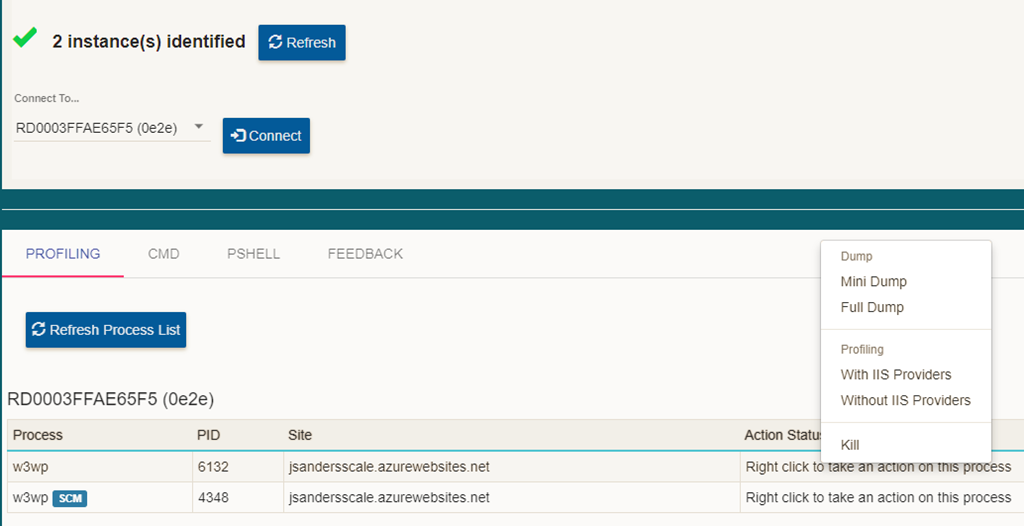 2 instance(s) identified Refresh
Connect To...
RD0003FFAE65F5 (0e2e) Connect
PROFILING CMD PSHELL FEEDBACK
Dump
Mini Dump
Full Dump
Profiling
With IIS Providers
Without IIS Providers
Kill
Refresh Process List
RD0003FFAE65F5 (0e2e)
Process PID Site Action Status
w3wp 6132 jsandersscale.azurewebsites.net Right click to take an action on this process
w3wp SCM 4348 jsandersscale.azurewebsites.net Right click to take an action on this process